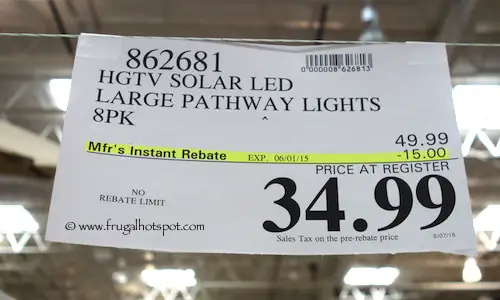 862681
0000008626813
HGTV SOLAR LED
LARGE PATHWAY LIGHTS
8PK
49.99
Mfr's Instant Rebate EXP. 06/01/15 -15.00
PRICE AT REGISTER
NO
REBATE LIMIT
34.99
www.frugalhotspot.com
Sales Tax on the pre-rebate price
5/07/15